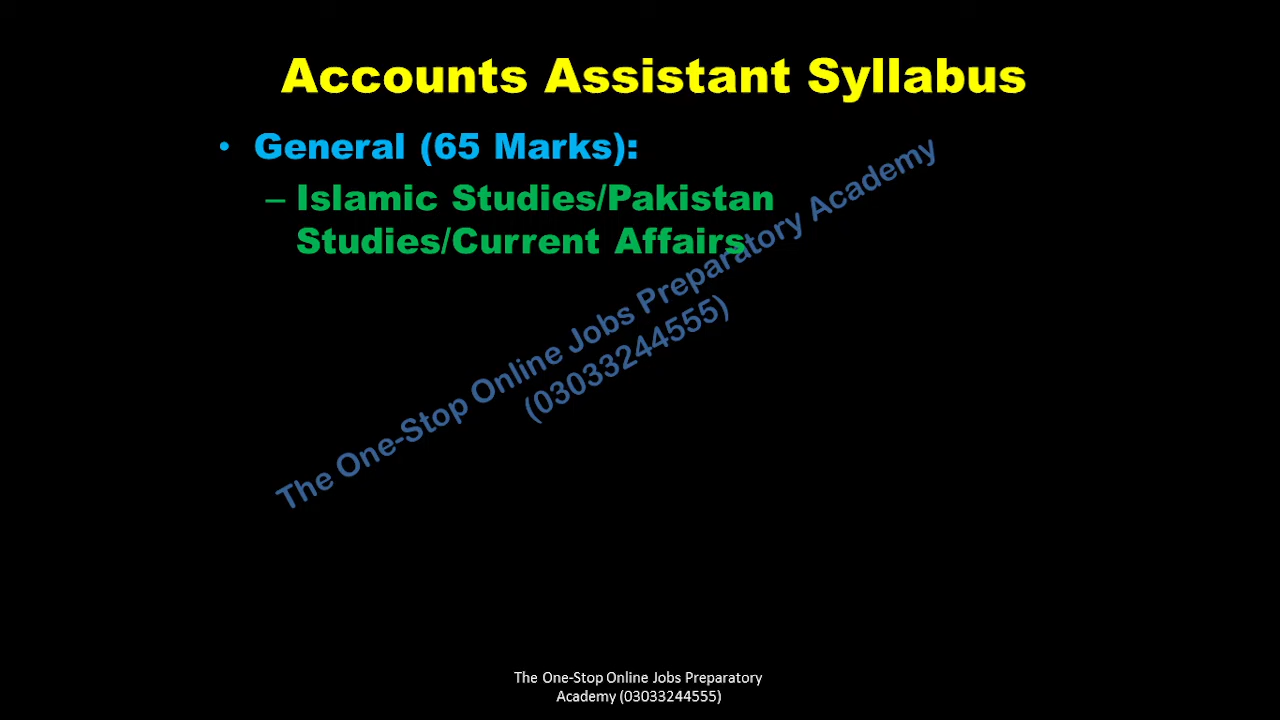 Accounts Assistant Syllabus
• General (65 Marks):
– Islamic Studies/Pakistan
Studies/Current Affairs
The One-Stop Online Jobs Preparatory Academy
(03033244555)
The One-Stop Online Jobs Preparatory
Academy (03033244555)